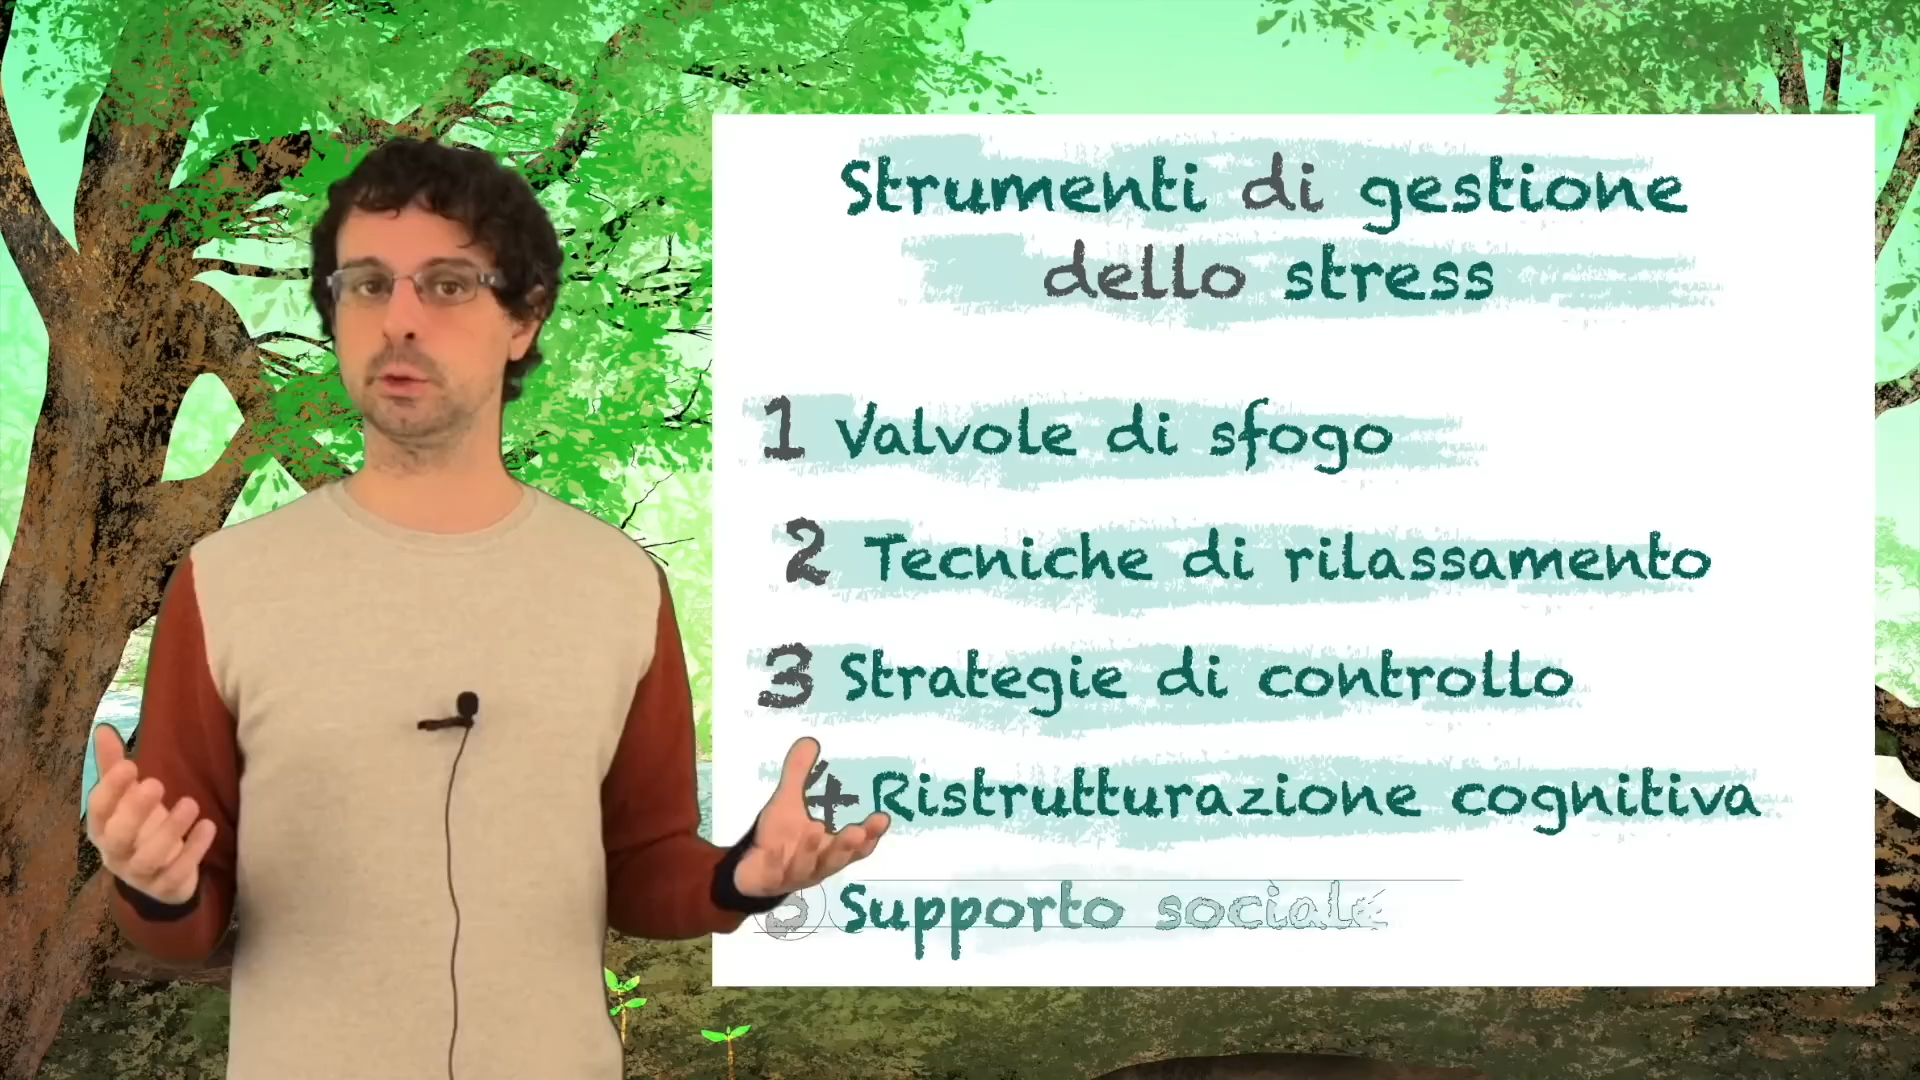 Strumenti di gestione
dello stress
1 Valvole di sfogo
2 Tecniche di rilassamento
3 Strategie di controllo
4 Ristrutturazione cognitiva
5 Supporto sociale